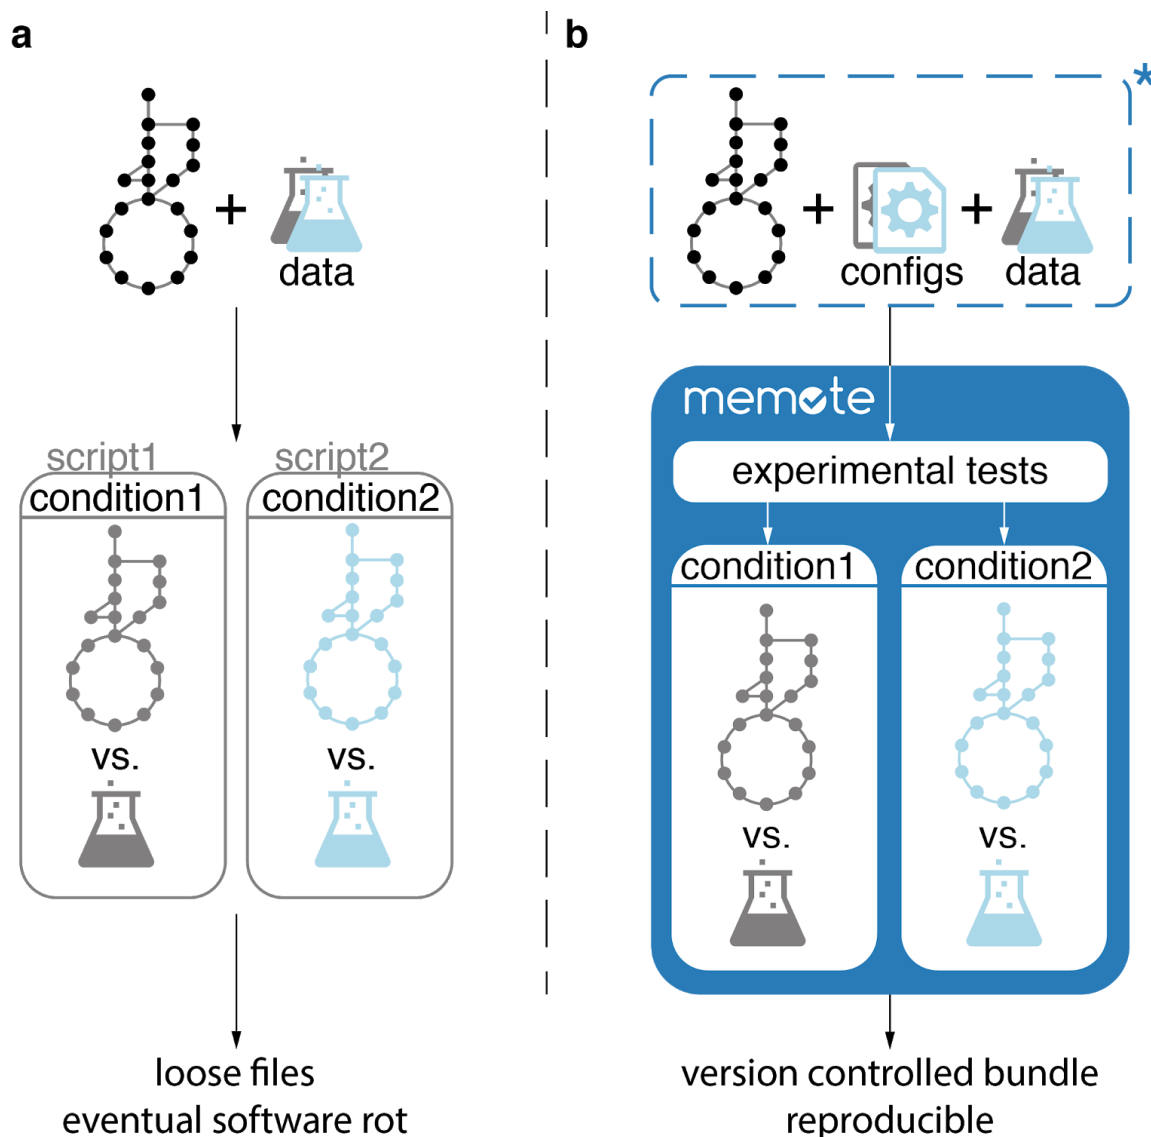 a
+
data
script1
condition1
vs.
script2
condition2
vs.
loose files
eventual software rot
b
*
+
configs
+
data
memote
experimental tests
condition1
vs.
condition2
vs.
version controlled bundle
reproducible